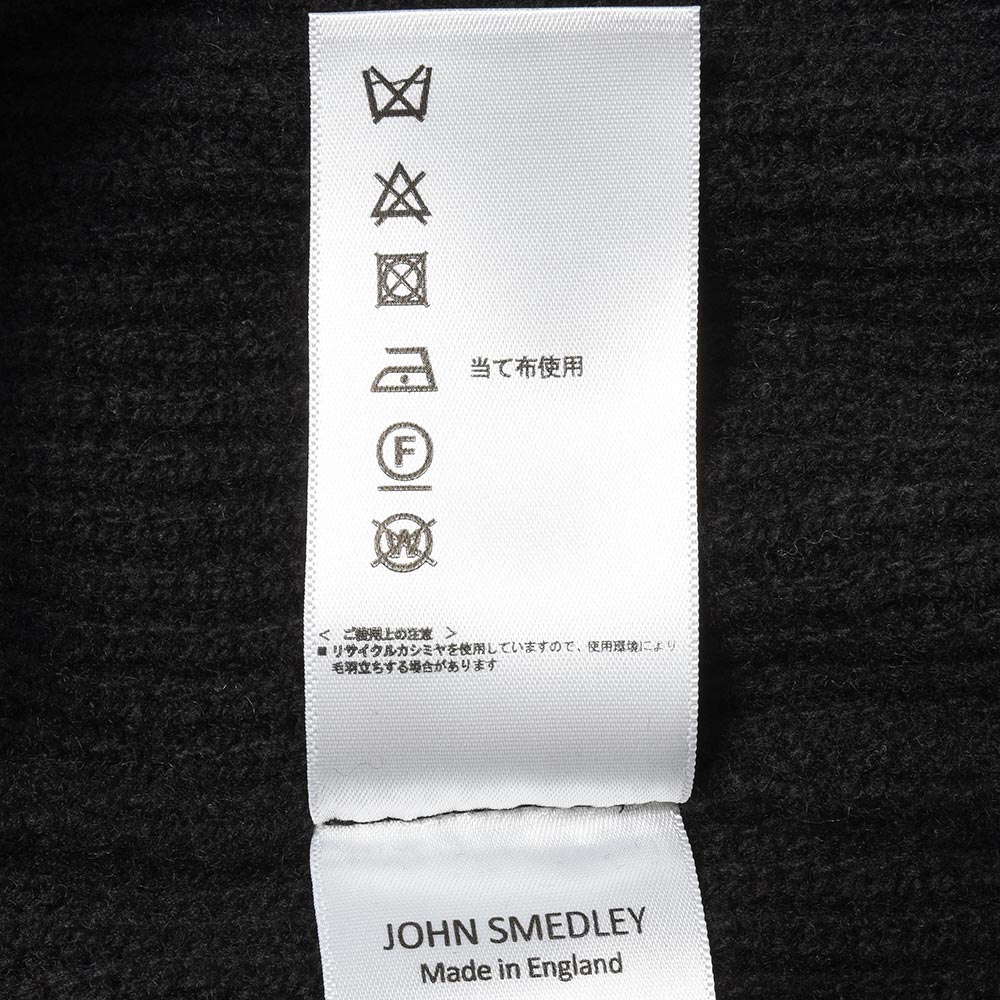 当て布使用
F
W
< ご使用上の注意 >
■ リサイクルカシミヤを使用していますので、使用環境により
毛羽立ちする場合があります
JOHN SMEDLEY
Made in England